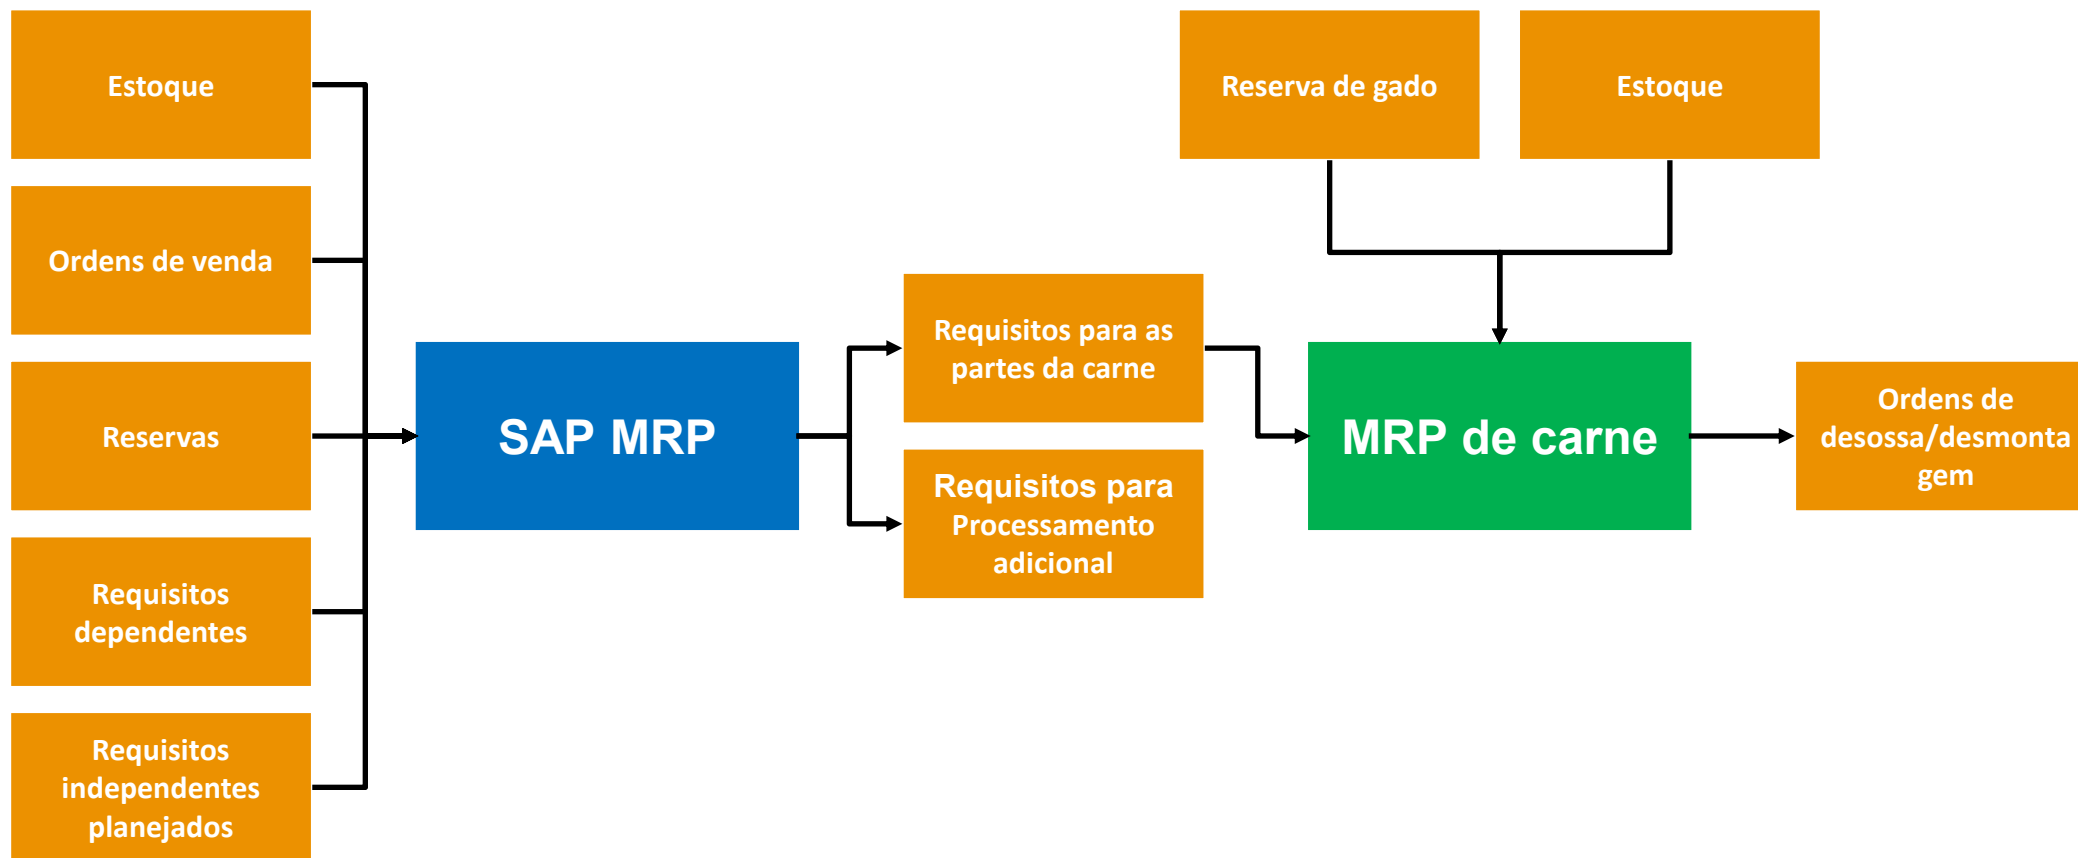 Estoque
Ordens de venda
Reservas
Requisitos
dependentes
Requisitos
independentes
planejados
SAP MRP
Requisitos para as
partes da carne
Requisitos para
Processamento
adicional
Reserva de gado
Estoque
MRP de carne
Ordens de
desossa/desmonta
gem